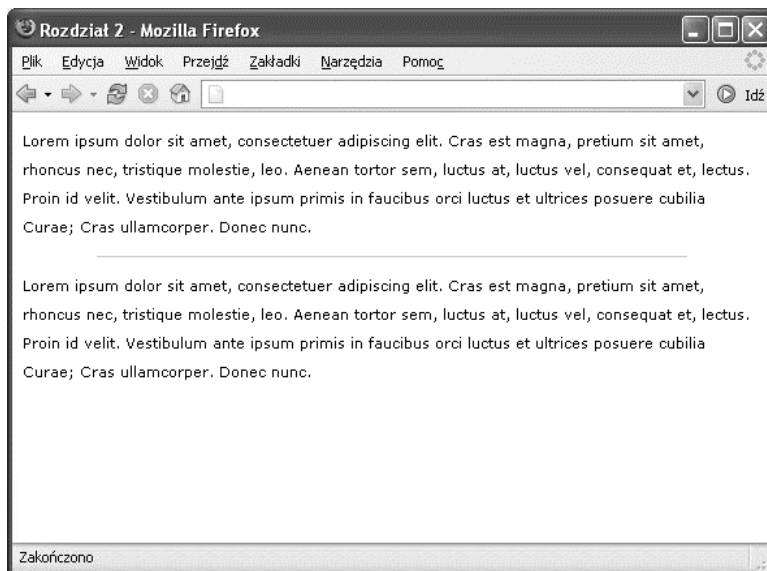 Rozdział 2 - Mozilla Firefox
Plik Edycja Widok Przejdź Zakładki Narzędzia Pomoc
Idź
Lorem ipsum dolor sit amet, consectetuer adipiscing elit. Cras est magna, pretium sit amet,
rhoncus nec, tristique molestie, leo. Aenean tortor sem, luctus at, luctus vel, consequat et, lectus.
Proin id velit. Vestibulum ante ipsum primis in faucibus orci luctus et ultrices posuere cubilia
Curae; Cras ullamcorper. Donec nunc.
Lorem ipsum dolor sit amet, consectetuer adipiscing elit. Cras est magna, pretium sit amet,
rhoncus nec, tristique molestie, leo. Aenean tortor sem, luctus at, luctus vel, consequat et, lectus.
Proin id velit. Vestibulum ante ipsum primis in faucibus orci luctus et ultrices posuere cubilia
Curae; Cras ullamcorper. Donec nunc.
Zakończono